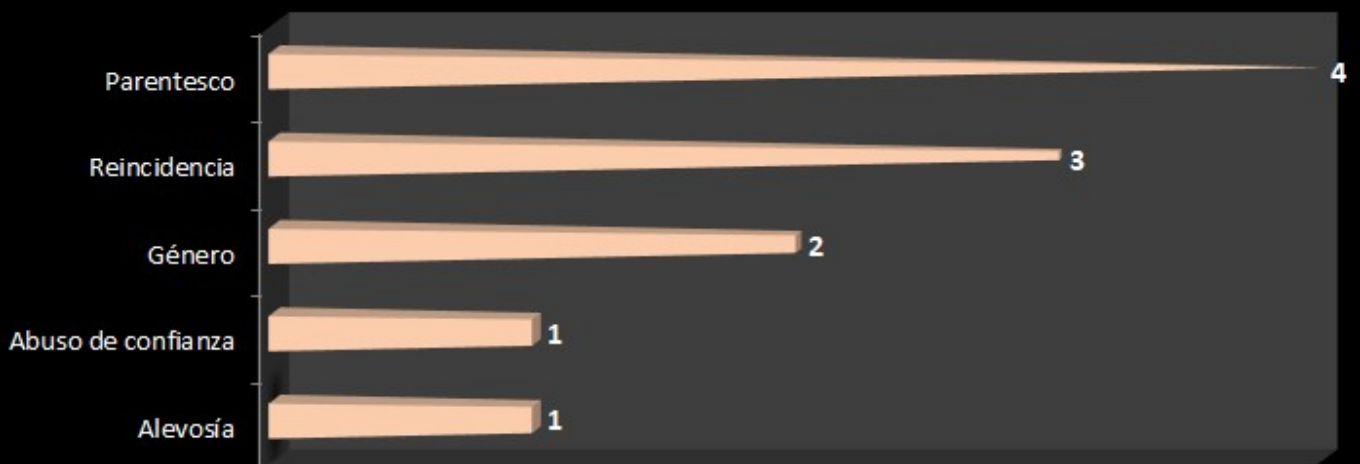 Parentesco 4
Reincidencia 3
Género 2
Abuso de confianza 1
Alevosía 1